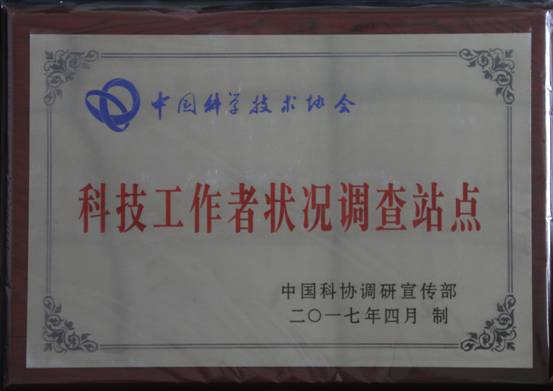 中国科学技术协会
科技工作者状况调查站点
中国科协调研宣传部
二〇一七年四月 制